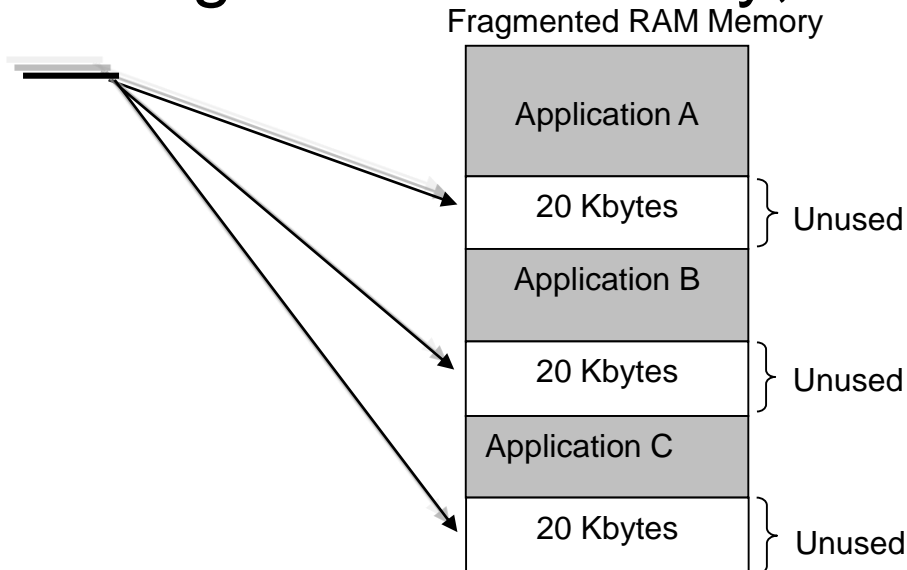 Fragmented RAM Memory
Application A
20 Kbytes
Unused
Application B
20 Kbytes
Unused
Application C
20 Kbytes
Unused